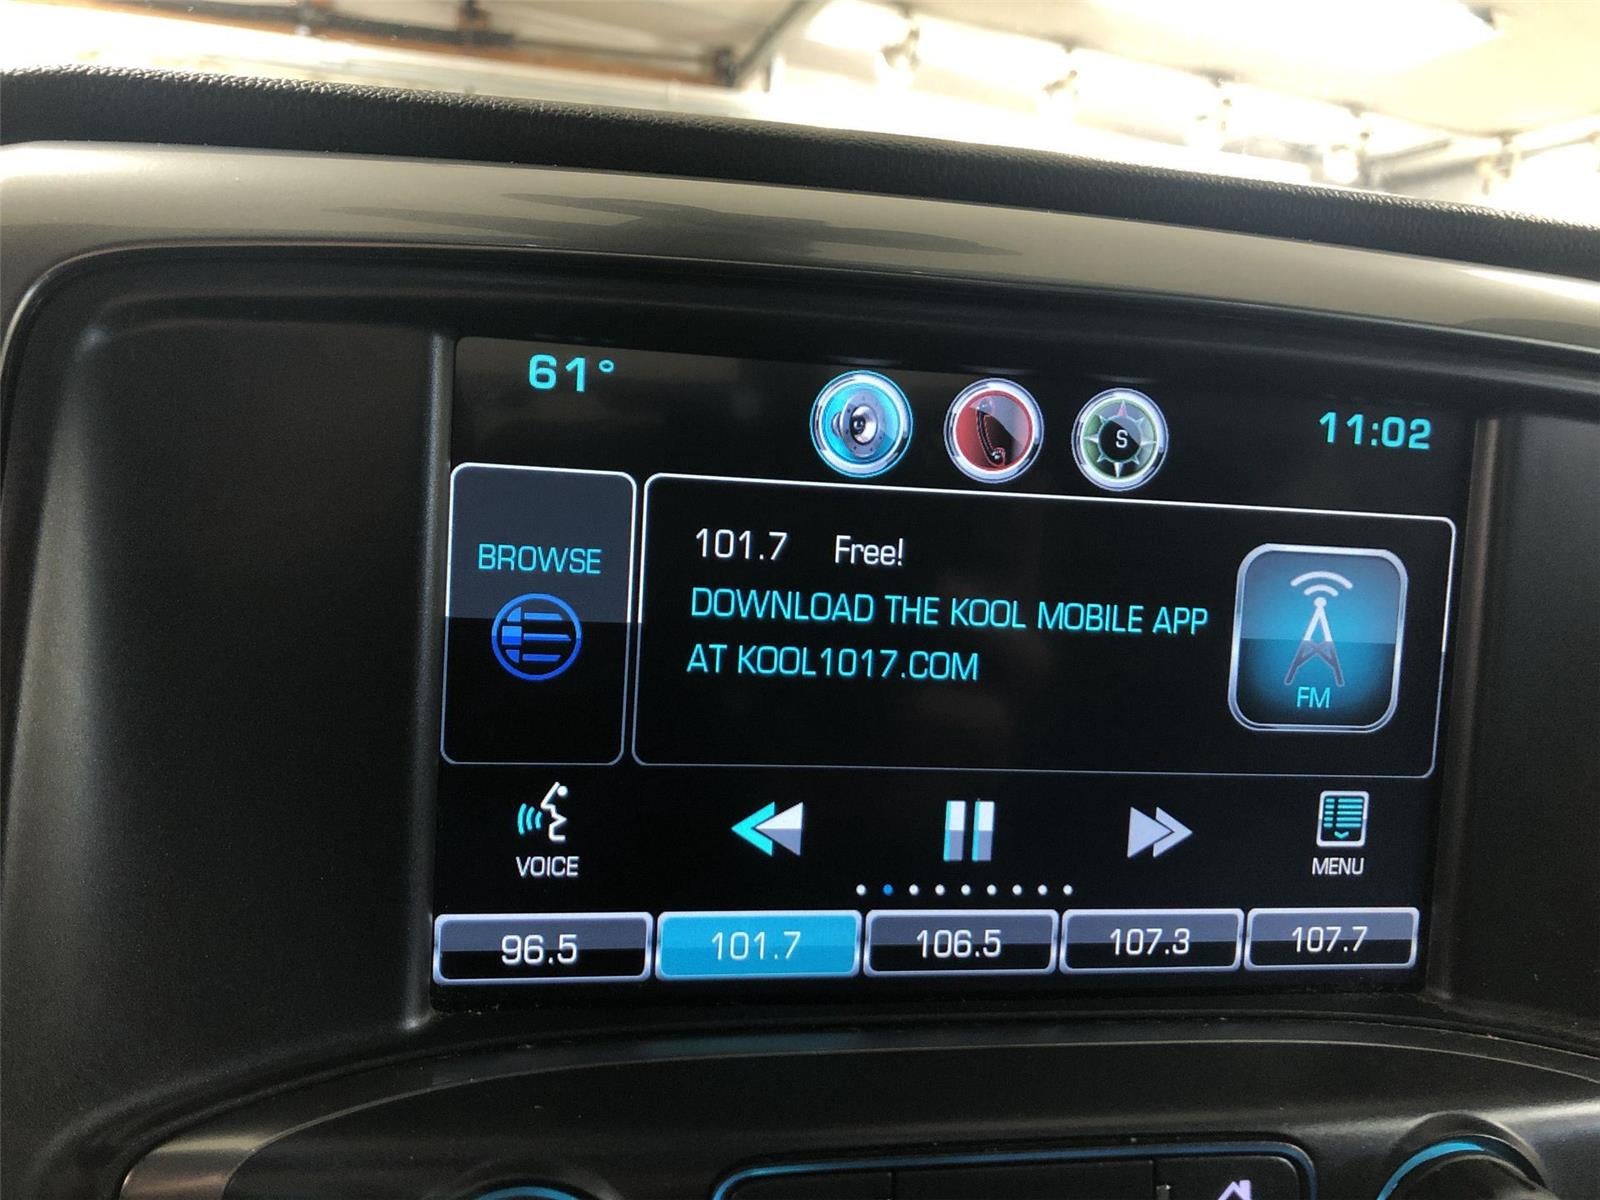 61°
11:02
S
BROWSE
101.7 Free!
DOWNLOAD THE KOOL MOBILE APP
AT KOOL1017.COM
FM
VOICE
MENU
96.5 101.7 106.5 107.3 107.7